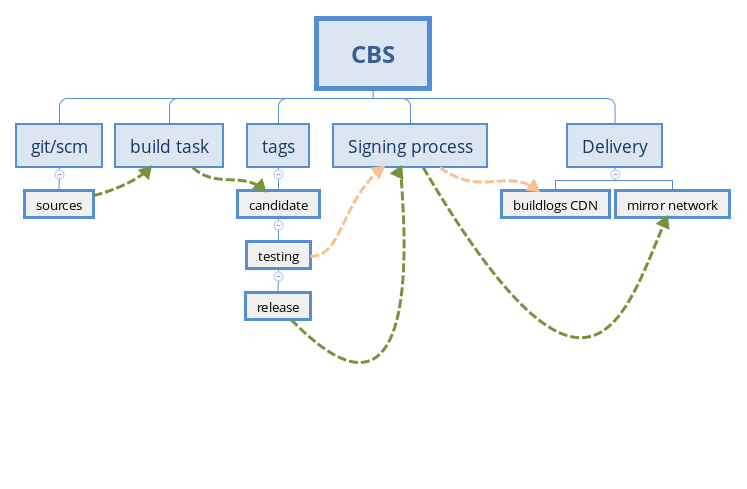 CBS
git/scm
build task
tags
Signing process
Delivery
sources
candidate
buildlogs CDN
mirror network
testing
release